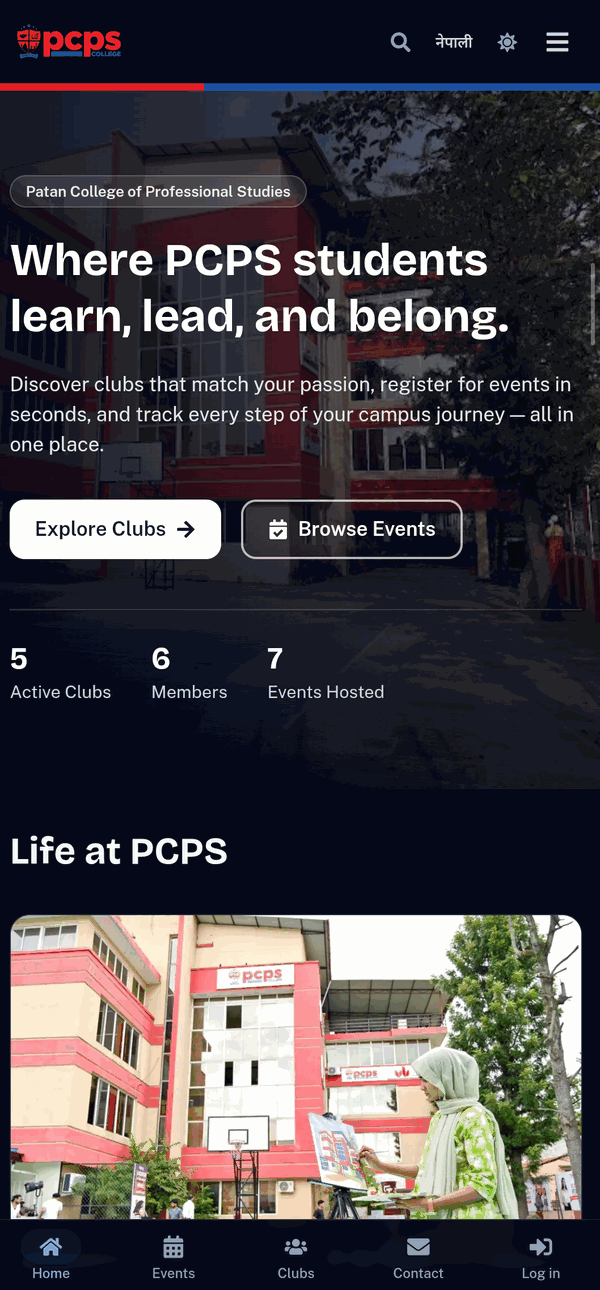 pcps
COLLEGE
नेपाली
Patan College of Professional Studies
Where PCPS students
learn, lead, and belong.
Discover clubs that match your passion, register for events in
seconds, and track every step of your campus journey — all in
one place.
Explore Clubs
Browse Events
5
6
7
Active Clubs
Members
Events Hosted
Life at PCPS
pcps
pcps
Home
Events
Clubs
Contact
Log in